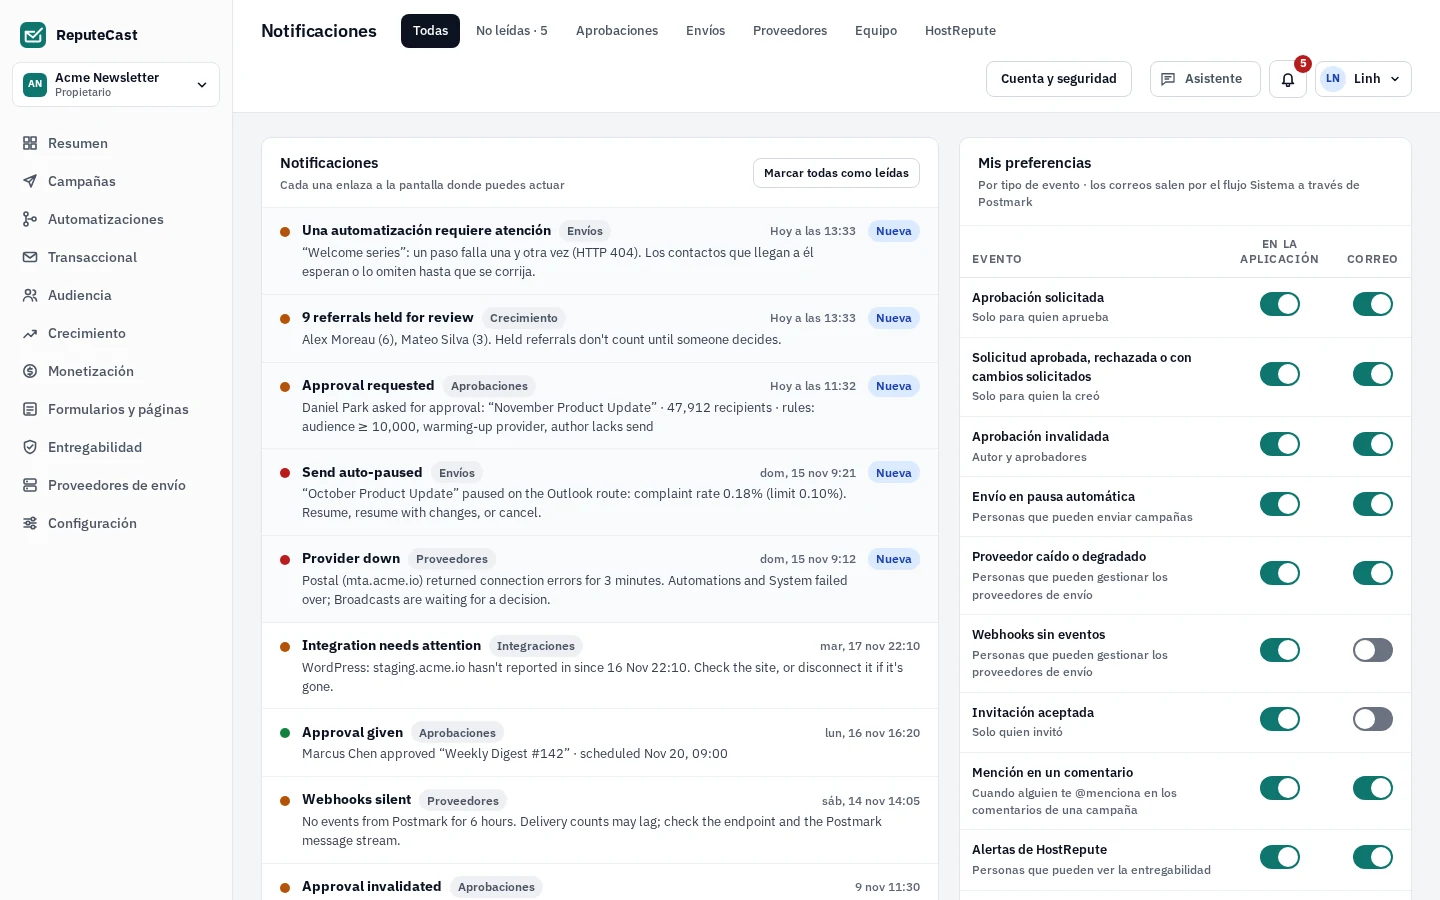 ReputeCast
AN
Acme Newsletter
Propietario
Resumen
Campañas
Automatizaciones
Transaccional
Audiencia
Crecimiento
Monetización
Formularios y páginas
Entregabilidad
Proveedores de envío
Configuración
Notificaciones
Todas
No leídas · 5
Aprobaciones
Envíos
Proveedores
Equipo
HostRepute
Cuenta y seguridad
Asistente
5
LN
Linh
Notificaciones
Cada una enlaza a la pantalla donde puedes actuar
Marcar todas como leídas
Una automatización requiere atención Envíos Hoy a las 13:33 Nueva
“Welcome series”: un paso falla una y otra vez (HTTP 404). Los contactos que llegan a él
esperan o lo omiten hasta que se corrija.
9 referrals held for review Crecimiento Hoy a las 13:33 Nueva
Alex Moreau (6), Mateo Silva (3). Held referrals don't count until someone decides.
Approval requested Aprobaciones Hoy a las 11:32 Nueva
Daniel Park asked for approval: “November Product Update” · 47,912 recipients · rules:
audience ≥ 10,000, warming-up provider, author lacks send
Send auto-paused Envíos dom, 15 nov 9:21 Nueva
“October Product Update” paused on the Outlook route: complaint rate 0.18% (limit 0.10%).
Resume, resume with changes, or cancel.
Provider down Proveedores dom, 15 nov 9:12 Nueva
Postal (mta.acme.io) returned connection errors for 3 minutes. Automations and System failed
over; Broadcasts are waiting for a decision.
Integration needs attention Integraciones mar, 17 nov 22:10
WordPress: staging.acme.io hasn't reported in since 16 Nov 22:10. Check the site, or disconnect it if it's
gone.
Approval given Aprobaciones lun, 16 nov 16:20
Marcus Chen approved “Weekly Digest #142” · scheduled Nov 20, 09:00
Webhooks silent Proveedores sáb, 14 nov 14:05
No events from Postmark for 6 hours. Delivery counts may lag; check the endpoint and the Postmark
message stream.
Approval invalidated Aprobaciones 9 nov 11:30
Mis preferencias
Por tipo de evento · los correos salen por el flujo Sistema a través de
Postmark
EVENTO
EN LA
APLICACIÓN
CORREO
Aprobación solicitada
Solo para quien aprueba
Solicitud aprobada, rechazada o con
cambios solicitados
Solo para quien la creó
Aprobación invalidada
Autor y aprobadores
Envío en pausa automática
Personas que pueden enviar campañas
Proveedor caído o degradado
Personas que pueden gestionar los
proveedores de envío
Webhooks sin eventos
Personas que pueden gestionar los
proveedores de envío
Invitación aceptada
Solo quien invitó
Mención en un comentario
Cuando alguien te @menciona en los
comentarios de una campaña
Alertas de HostRepute
Personas que pueden ver la entregabilidad